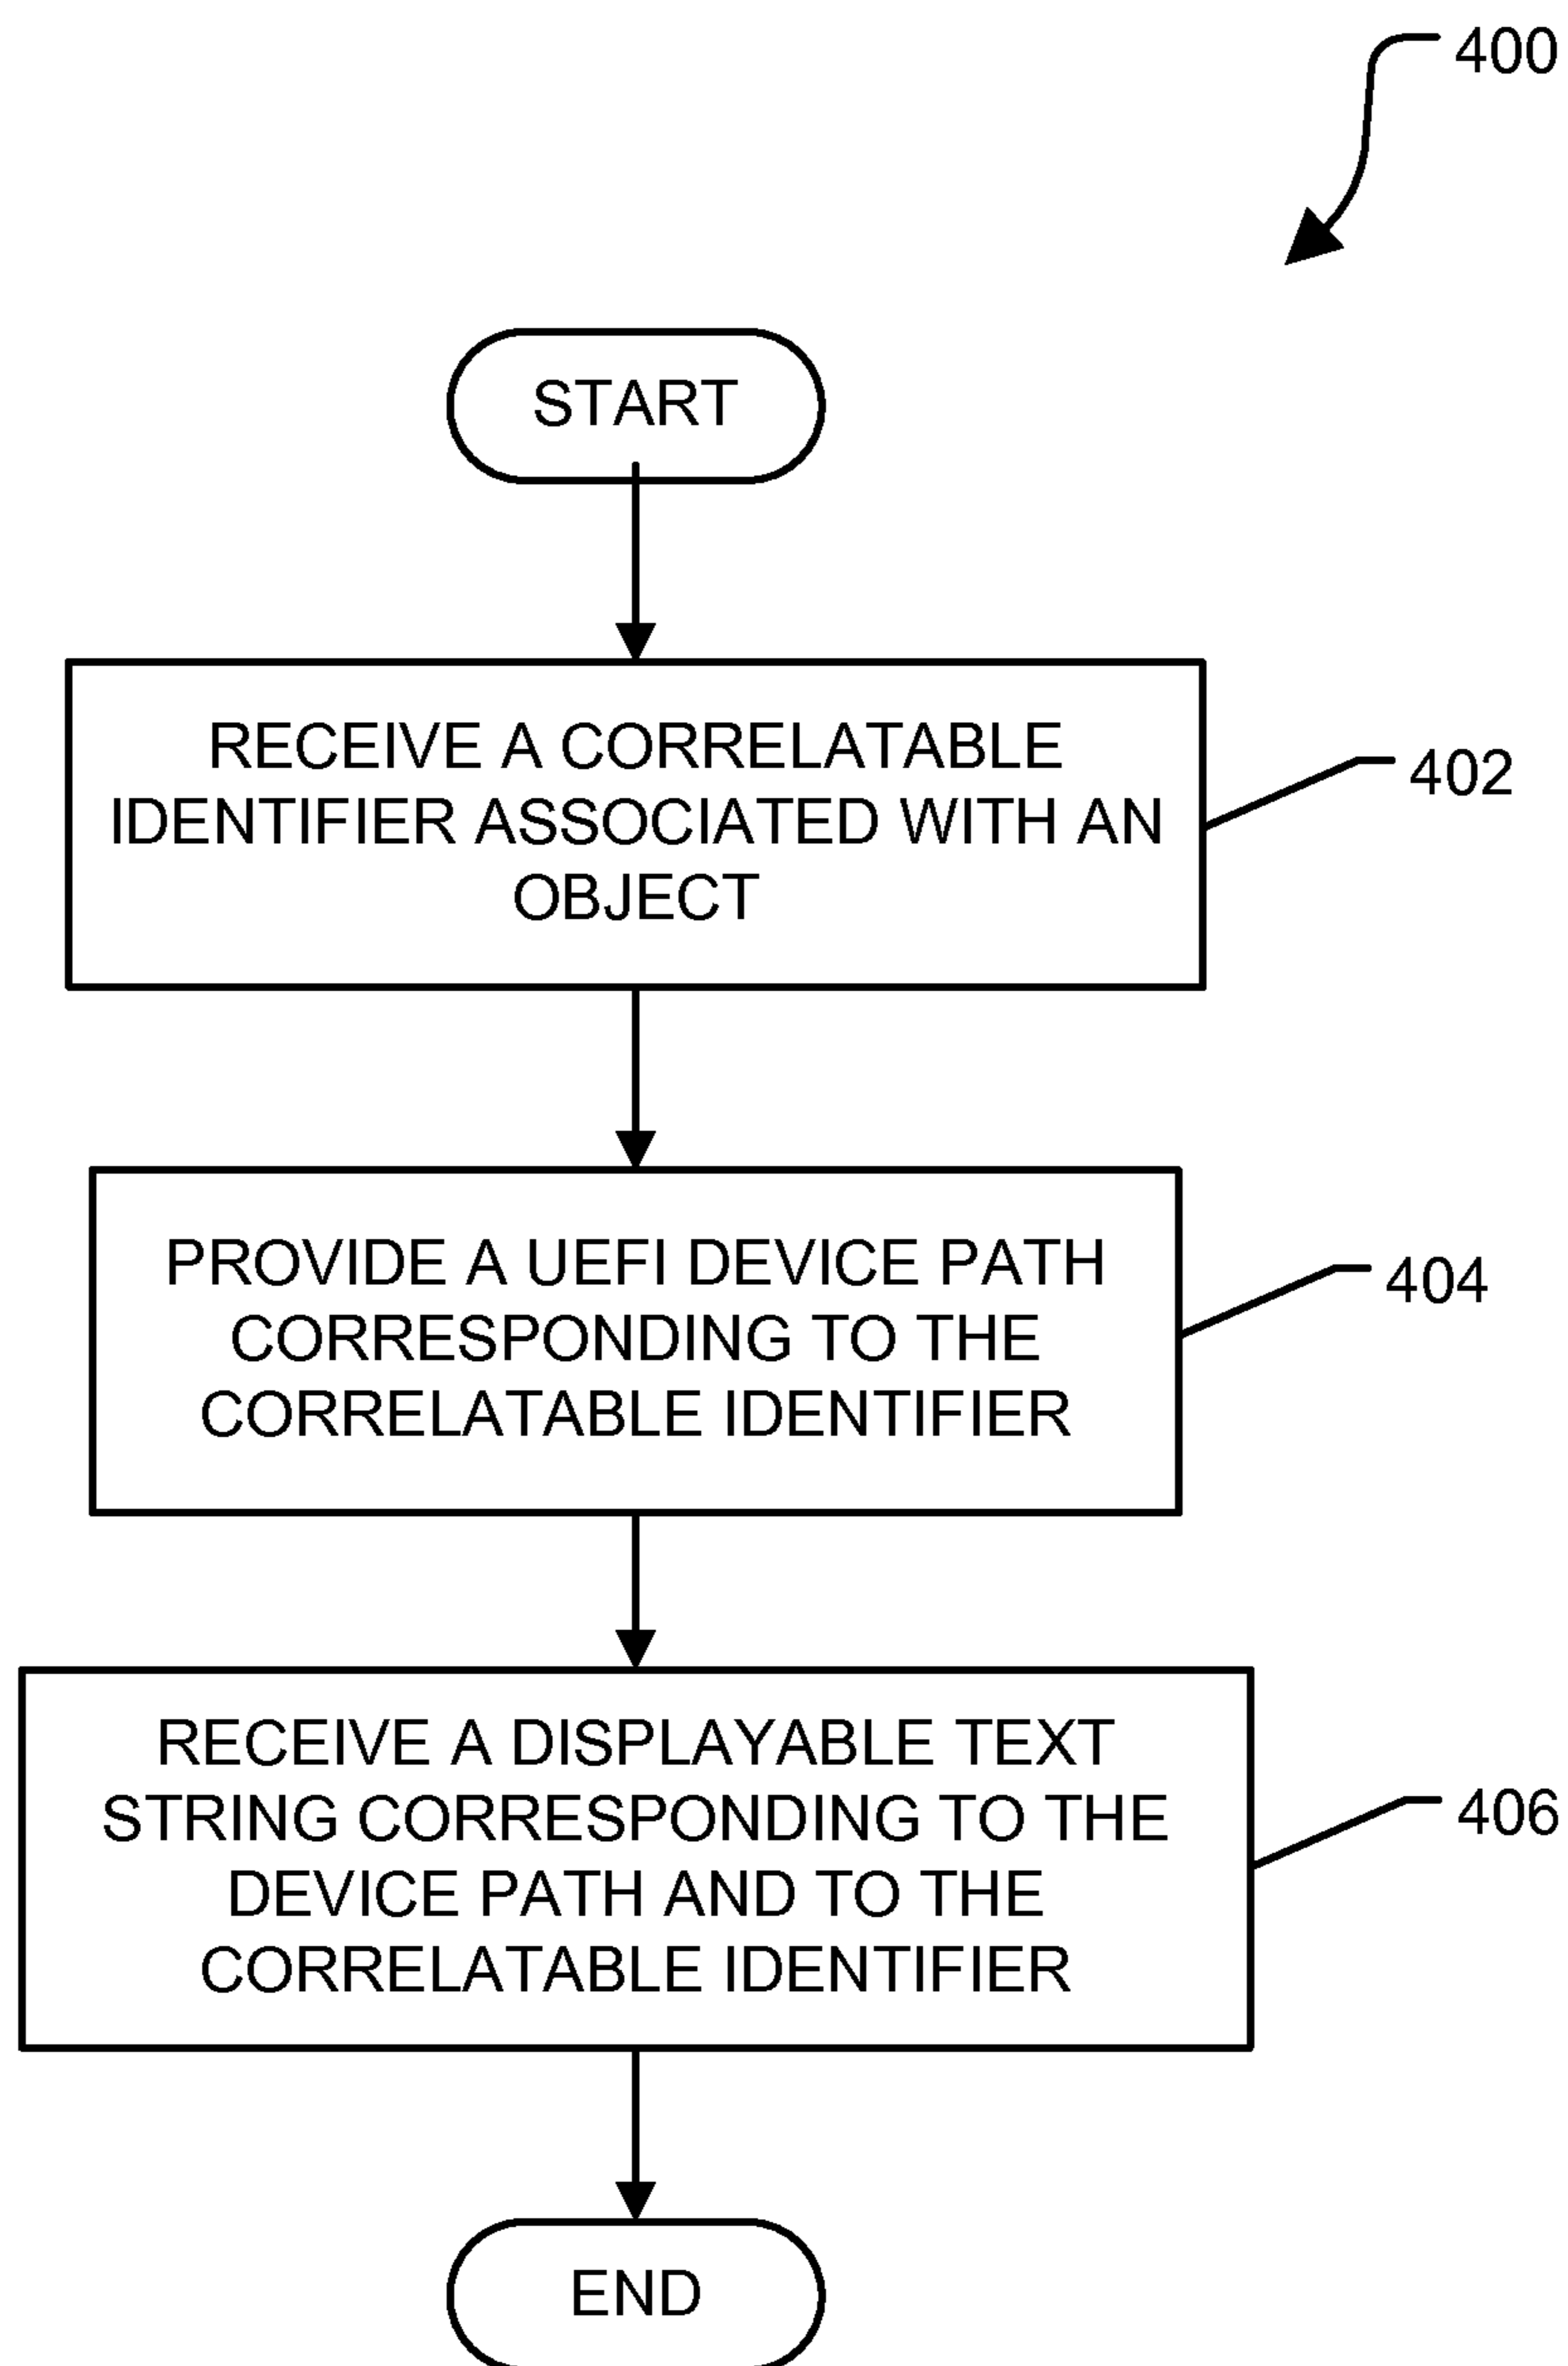 400
START
RECEIVE A CORRELATABLE
IDENTIFIER ASSOCIATED WITH AN
OBJECT
402
PROVIDE A UEFI DEVICE PATH
CORRESPONDING TO THE
CORRELATABLE IDENTIFIER
404
RECEIVE A DISPLAYABLE TEXT
STRING CORRESPONDING TO THE
DEVICE PATH AND TO THE
CORRELATABLE IDENTIFIER
406
END